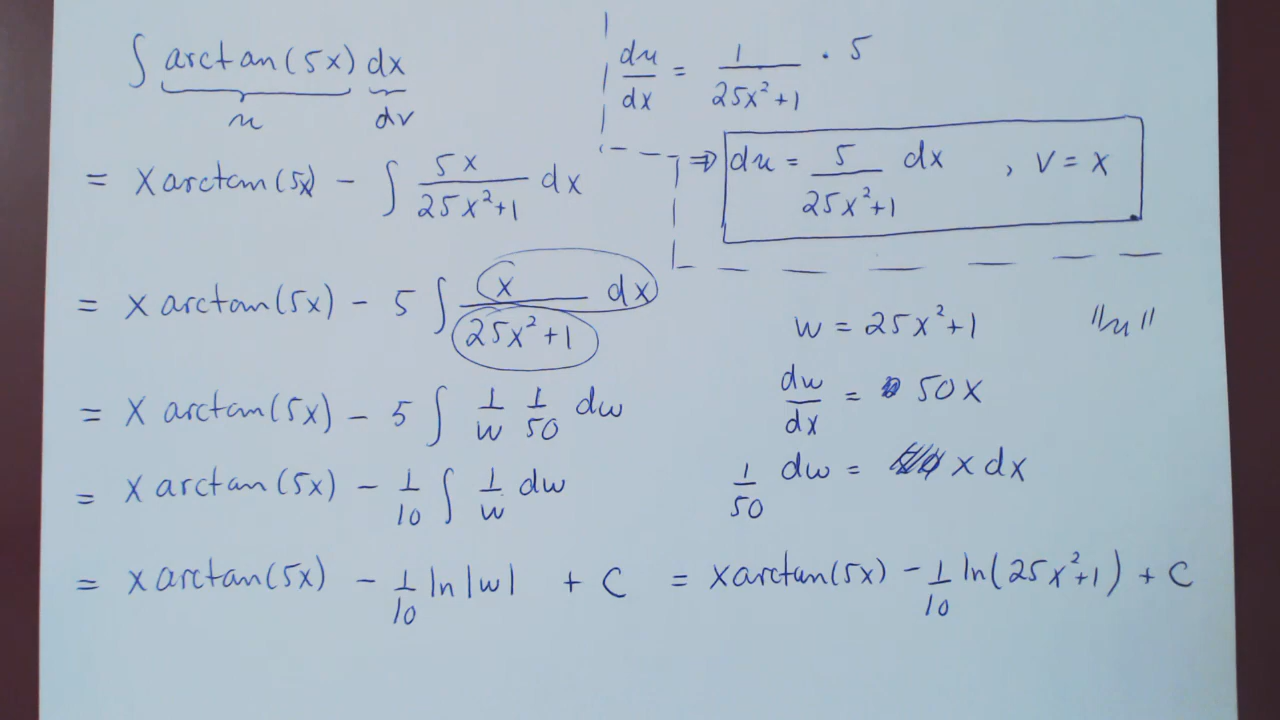 ∫ arctan(5x) dx
u dv
= x arctan(5x) − ∫ 5x/(25x²+1) dx
= x arctan(5x) − 5 ∫ x/(25x²+1) dx
= x arctan(5x) − 5 ∫ 1/w 1/50 dw
= x arctan(5x) − 1/10 ∫ 1/w dw
= x arctan(5x) − 1/10 ln|w| + C = x arctan(5x) − 1/10 ln(25x²+1) + C
du/dx = 1/(25x²+1) · 5
⇒ du = 5/(25x²+1) dx , v = x
w = 25x²+1 "u"
dw/dx = 50x
1/50 dw = x dx